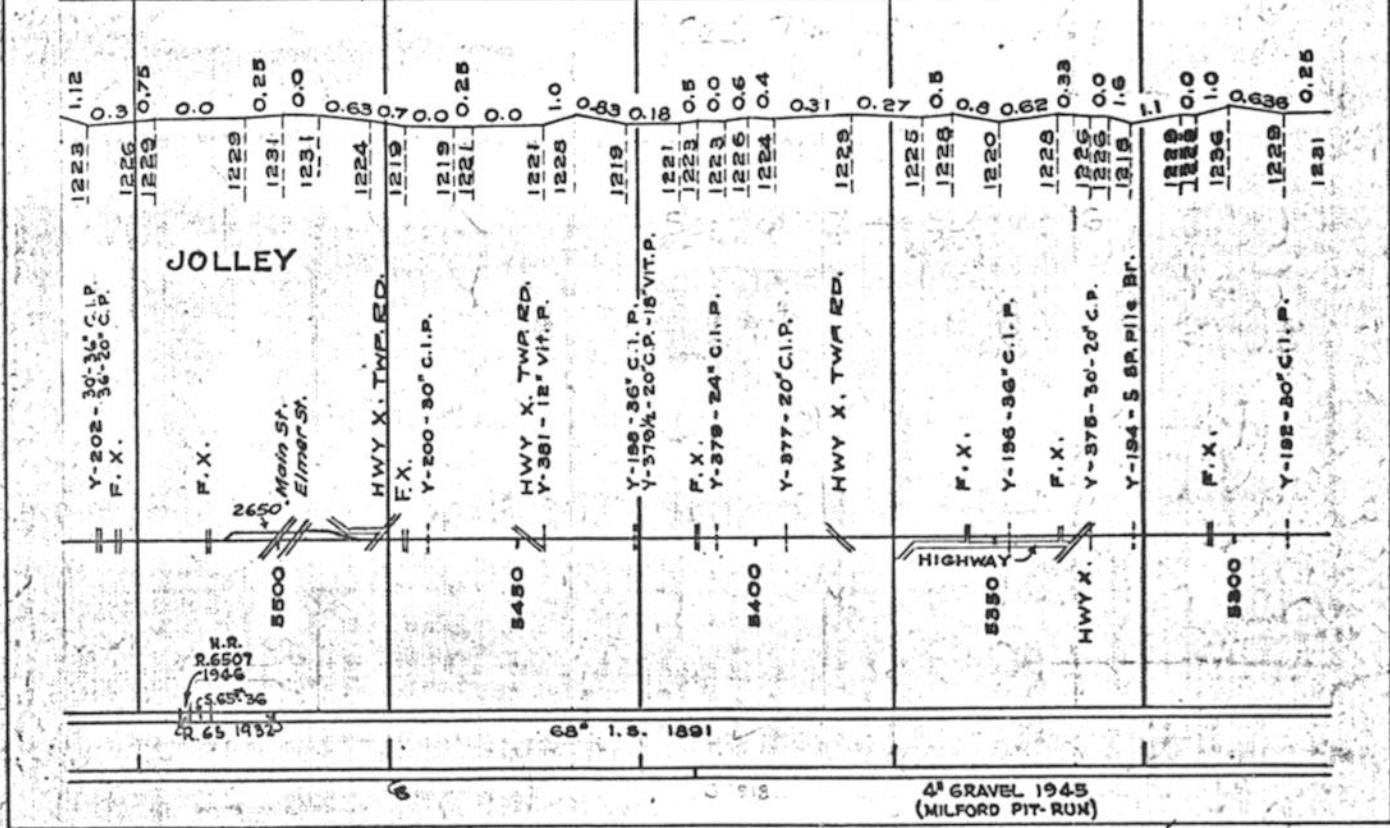 1.12 0.3 0.75 0.0 0.25 0.0 0.63 0.7 0.0 0.25 0.0 1.0 0.83 0.18 0.5 0.0 0.6 0.4 0.31 0.27 0.5 0.8 0.62 0.33 0.0 1.6 1.1 0.0 1.0 0.636 0.25
1223 1226 1229 1229 1231 1231 1224 1219 1219 1221 1221 1228 1219 1221 1223 1223 1226 1224 1229 1225 1228 1220 1228 1226 1226 1218 1229 1236 1229 1231
JOLLEY
Y-202-30'-36" C.I.P.
36'-20" C.P.
F. X.
F. X.
Main St.
Elmer St.
HWY X. TWP. RD.
F.X.
Y-200-30" C.I.P.
HWY X. TWP. RD.
Y-381-12" Vit. P.
Y-198-36" C.I.P.
Y-379½-20" C.P.-18" VIT.P.
F. X.
Y-379-24" C.I.P.
Y-377-20" C.I.P.
HWY X. TWP. RD.
F. X.
Y-196-36" C.I.P.
F. X.
Y-375-30'-20" C.P.
Y-194-5 SP. Pile Br.
F. X.
Y-192-30" C.I.P.
2650'
HIGHWAY
5500
5450
5400
5350
HWY X.
5300
R.6507
1946
S.65-36
R.65 1932
68# I.S. 1891
4" GRAVEL 1945
(MILFORD PIT-RUN)